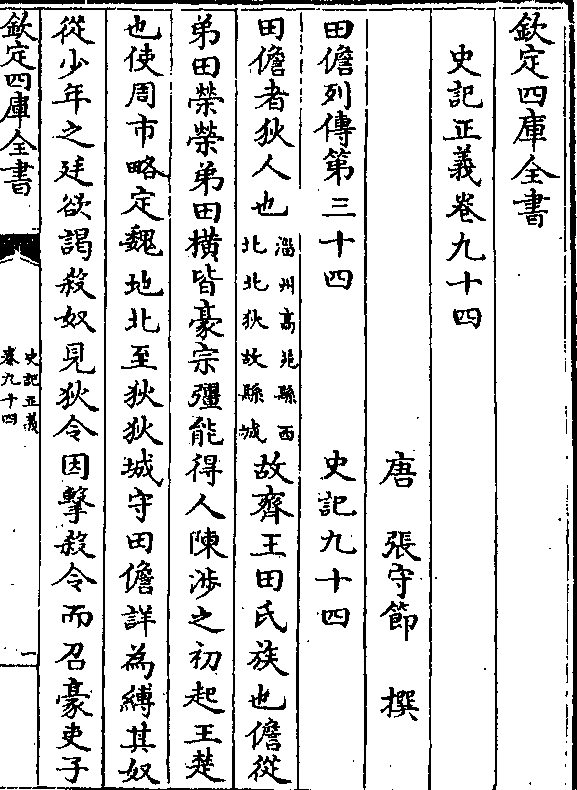 欽定四庫全書
史記正義卷九十四
唐 張守節 撰
田儋列傳第三十四 史記九十四
田儋者狄人也淄州高苑縣西北北狄故縣城故齊王田氏族也儋從
弟田榮榮弟田橫皆豪宗彊能得人陳涉之初起王楚
也使周市略定魏地北至狄狄城守田儋詳為縛其奴
從少年之廷欲謁殺奴見狄令因擊殺令而召豪吏子
欽定四庫全書
史記正義
卷九十四
一